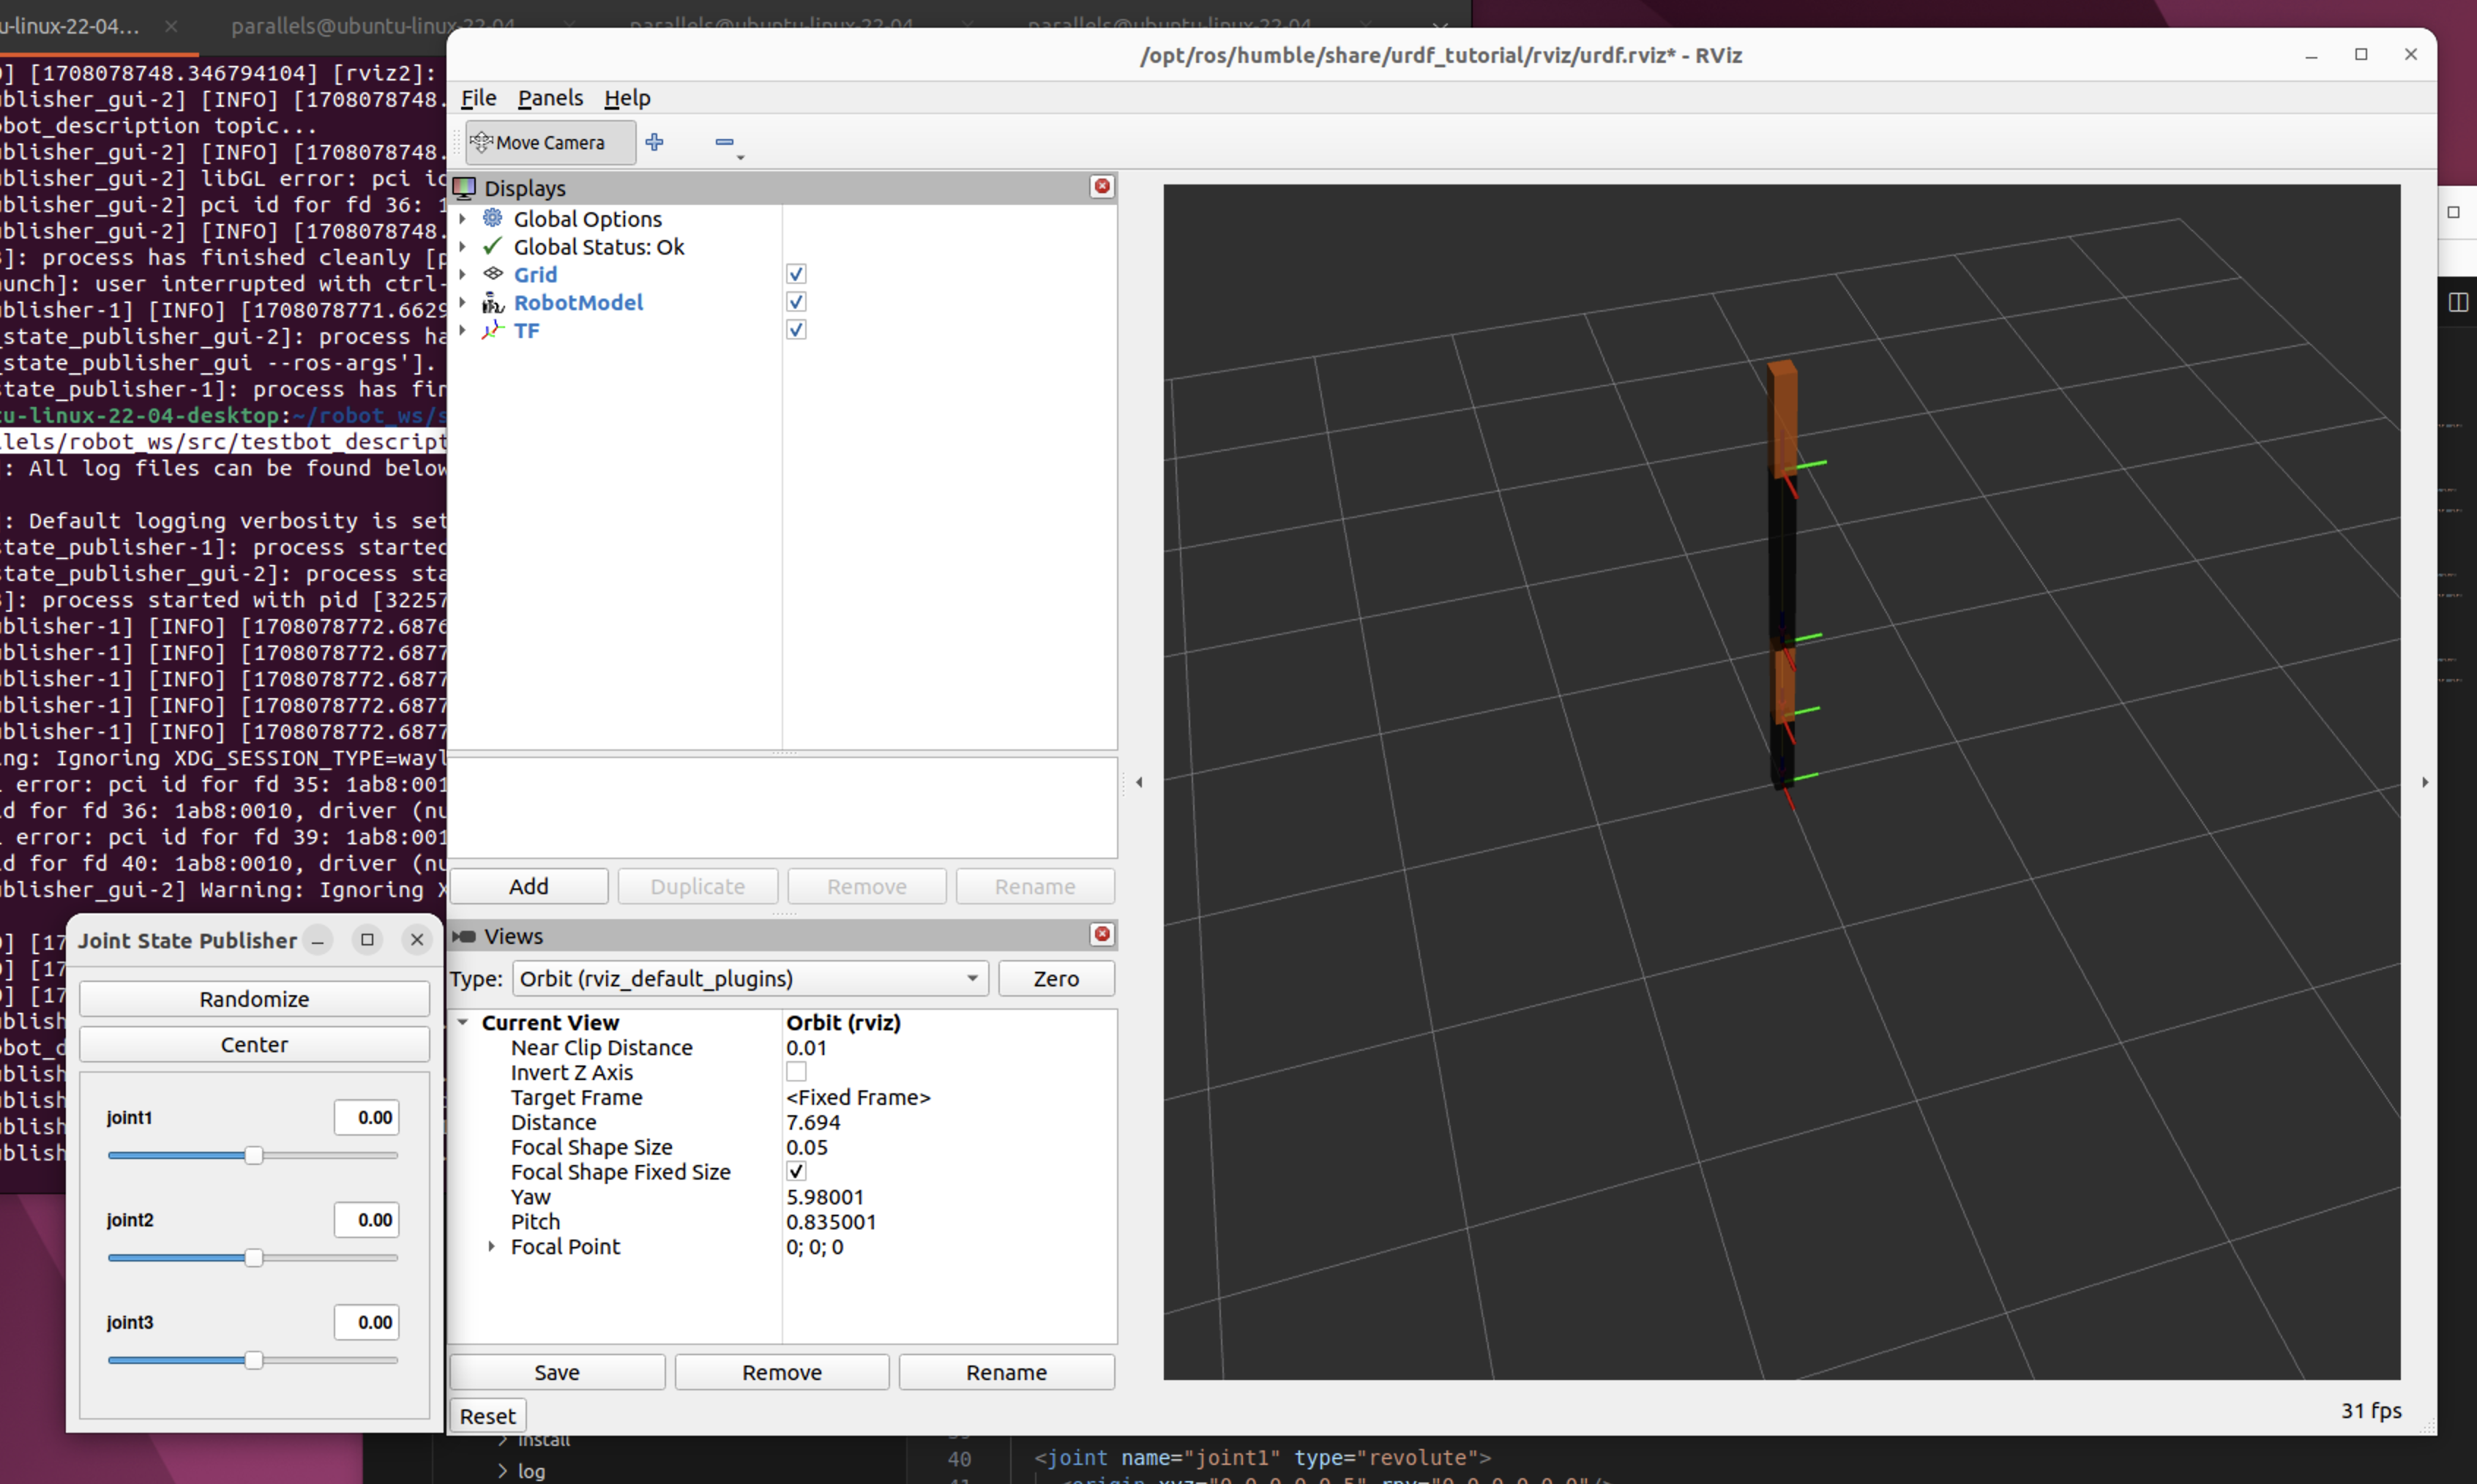 u-linux-22-04...
parallels@ubuntu-linux-22-04
parallels@ubuntu-linux-22-04
parallels@ubuntu-linux-22-04
] [1708078748.346794104] [rviz2]:
blisher_gui-2] [INFO] [1708078748.
bot_description topic...
blisher_gui-2] [INFO] [1708078748.
blisher_gui-2] libGL error: pci id
blisher_gui-2] pci id for fd 36: 1
blisher_gui-2] [INFO] [1708078748.
]: process has finished cleanly [p
unch]: user interrupted with ctrl-
blisher-1] [INFO] [1708078771.6629
_state_publisher_gui-2]: process ha
_state_publisher_gui --ros-args'].
state_publisher-1]: process has fin
tu-linux-22-04-desktop:~/robot_ws/s
lels/robot_ws/src/testbot_descript
: All log files can be found below
: Default logging verbosity is set
state_publisher-1]: process started
state_publisher_gui-2]: process sta
]: process started with pid [32257
blisher-1] [INFO] [1708078772.6876
blisher-1] [INFO] [1708078772.6877
blisher-1] [INFO] [1708078772.6877
blisher-1] [INFO] [1708078772.6877
blisher-1] [INFO] [1708078772.6877
ng: Ignoring XDG_SESSION_TYPE=wayl
error: pci id for fd 35: 1ab8:001
d for fd 36: 1ab8:0010, driver (nu
error: pci id for fd 39: 1ab8:001
d for fd 40: 1ab8:0010, driver (nu
blisher_gui-2] Warning: Ignoring X
] [17
] [17
] [17
blish
bot_d
blish
blish
blish
blish
Joint State Publisher
Randomize
Center
joint1 0.00
joint2 0.00
joint3 0.00
/opt/ros/humble/share/urdf_tutorial/rviz/urdf.rviz* - RViz
File Panels Help
Move Camera
Displays
Global Options
Global Status: Ok
Grid
RobotModel
TF
Add Duplicate Remove Rename
Views
Type: Orbit (rviz_default_plugins) Zero
Current View Orbit (rviz)
Near Clip Distance 0.01
Invert Z Axis
Target Frame <Fixed Frame>
Distance 7.694
Focal Shape Size 0.05
Focal Shape Fixed Size
Yaw 5.98001
Pitch 0.835001
Focal Point 0; 0; 0
Save Remove Rename
Reset
31 fps
install
log
40 <joint name="joint1" type="revolute">